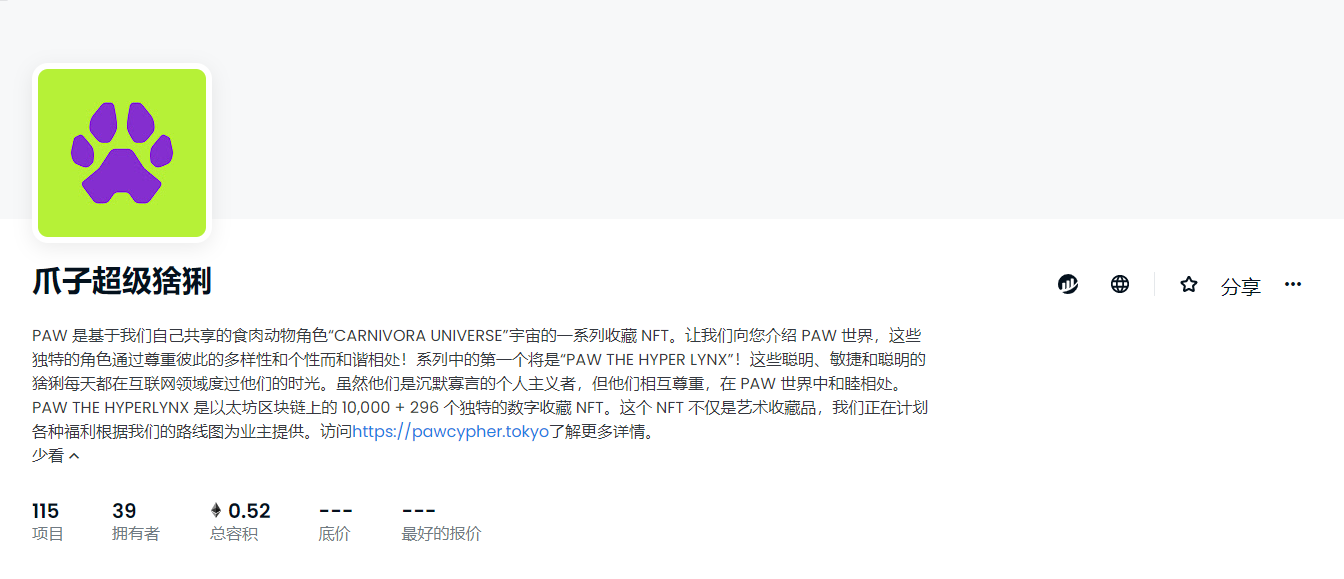 爪子超级猞猁
分享
PAW 是基于我们自己共享的食肉动物角色“CARNIVORA UNIVERSE”宇宙的一系列收藏 NFT。让我们向您介绍 PAW 世界，这些
独特的角色通过尊重彼此的多样性和个性而和谐相处！系列中的第一个将是“PAW THE HYPER LYNX”！这些聪明、敏捷和聪明的
猞猁每天都在互联网领域度过他们的时光。虽然他们是沉默寡言的个人主义者，但他们相互尊重，在 PAW 世界中和睦相处。
PAW THE HYPERLYNX 是以太坊区块链上的 10,000 + 296 个独特的数字收藏 NFT。这个 NFT 不仅是艺术收藏品，我们正在计划
各种福利根据我们的路线图为业主提供。访问https://pawcypher.tokyo了解更多详情。
少看
115 39 0.52 --- ---
项目 拥有者 总容积 底价 最好的报价